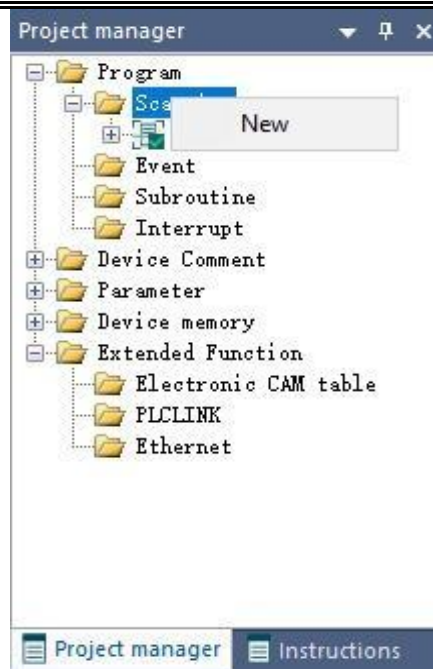 Project manager
Program
New
Event
Subroutine
Interrupt
Device Comment
Parameter
Device memory
Extended Function
Electronic CAM table
PLCLINK
Ethernet
Project manager
Instructions